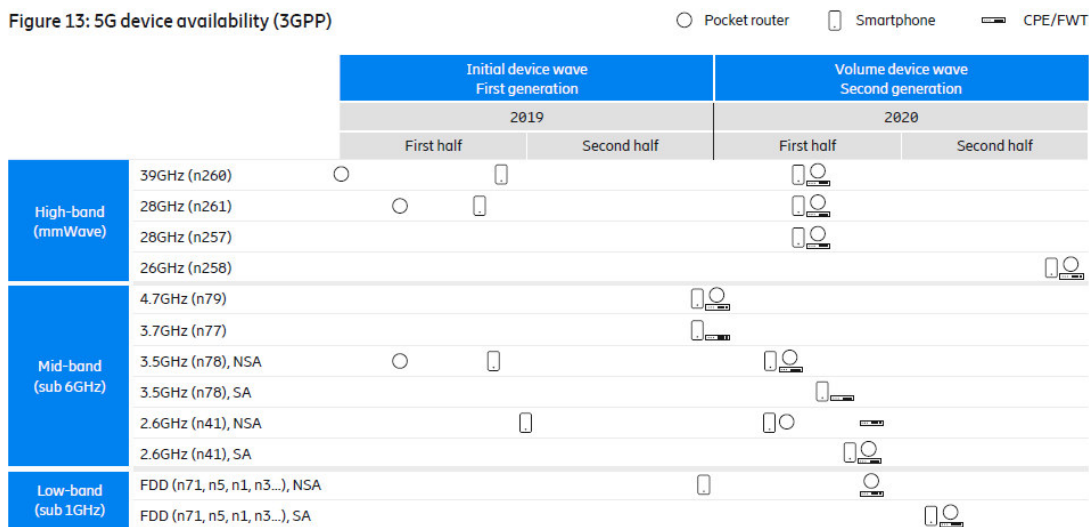 Figure 13: 5G device availability (3GPP)
Pocket router Smartphone CPE/FWT
Initial device wave Volume device wave
First generation Second generation
2019 2020
First half Second half First half Second half
High-band
(mmWave)
39GHz (n260)
28GHz (n261)
28GHz (n257)
26GHz (n258)
Mid-band
(sub 6GHz)
4.7GHz (n79)
3.7GHz (n77)
3.5GHz (n78), NSA
3.5GHz (n78), SA
2.6GHz (n41), NSA
2.6GHz (n41), SA
Low-band
(sub 1GHz)
FDD (n71, n5, n1, n3...), NSA
FDD (n71, n5, n1, n3...), SA